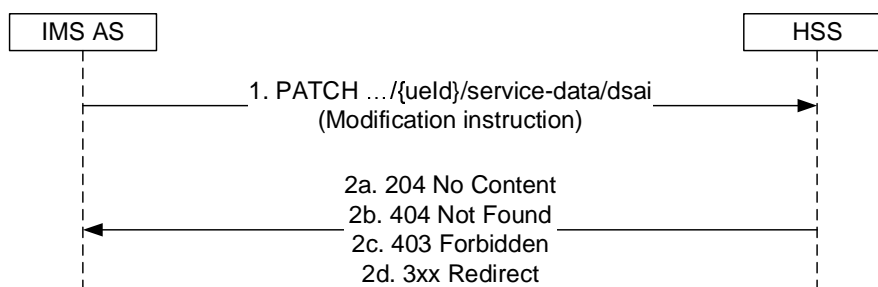 IMS AS
HSS
1. PATCH …/{ueId}/service-data/dsai
(Modification instruction)
2a. 204 No Content
2b. 404 Not Found
2c. 403 Forbidden
2d. 3xx Redirect